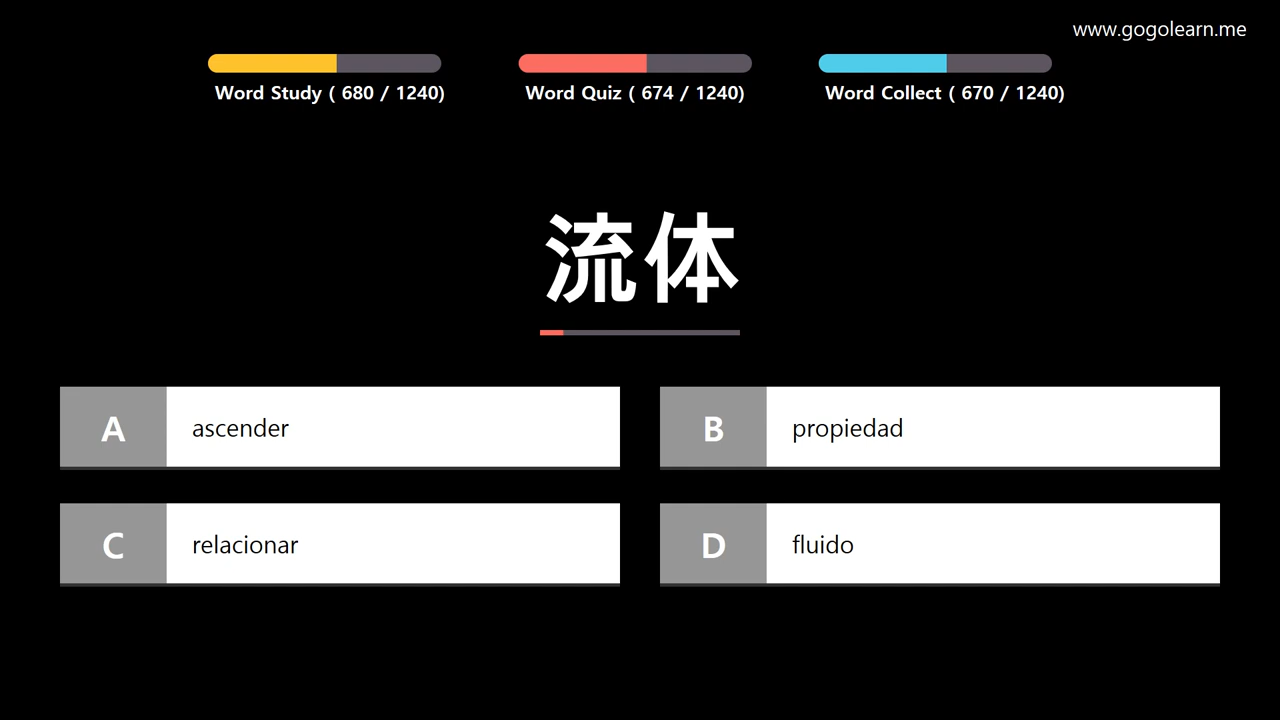 www.gogolearn.me
Word Study ( 680 / 1240)
Word Quiz ( 674 / 1240)
Word Collect ( 670 / 1240)
流体
A ascender
B propiedad
C relacionar
D fluido